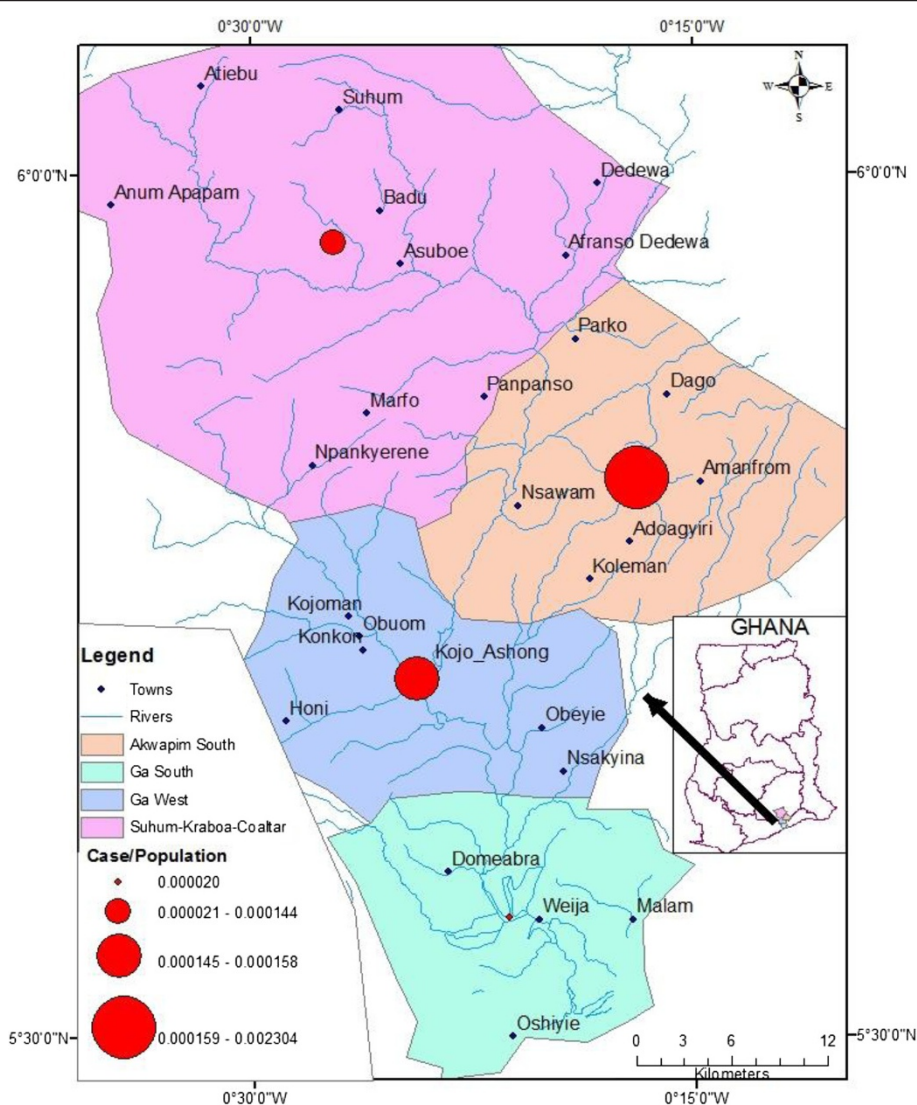 0°30'0"W 0°15'0"W
N
W E
S
Atiebu
Suhum
6°0'0"N 6°0'0"N
Dedewa
Anum Apapam
Badu
Afranso Dedewa
Asuboe
Parko
Dago
Panpanso
Marfo
Npankyerene
Amanfrom
Nsawam
Adoagyiri
Koleman
Kojoman
Obuom
Konkon
Kojo_Ashong
Honi
Obeyie
Nsakyina
GHANA
Legend
Towns
Rivers
Akwapim South
Ga South
Ga West
Suhum-Kraboa-Coaltar
Case/Population
0.000020
0.000021 - 0.000144
0.000145 - 0.000158
0.000159 - 0.002304
Domeabra
Weija
Malam
Oshiyie
5°30'0"N 5°30'0"N
0 3 6 12
Kilometers
0°30'0"W 0°15'0"W